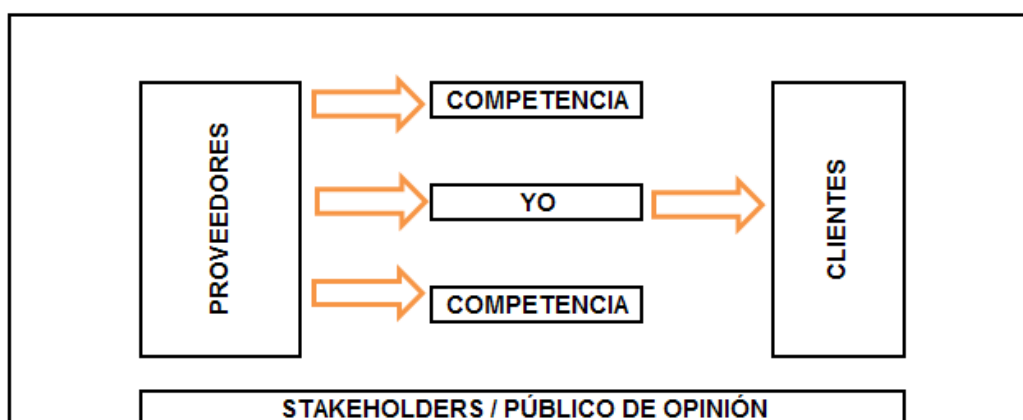 PROVEEDORES
COMPETENCIA
YO
COMPETENCIA
CLIENTES
STAKEHOLDERS / PÚBLICO DE OPINIÓN